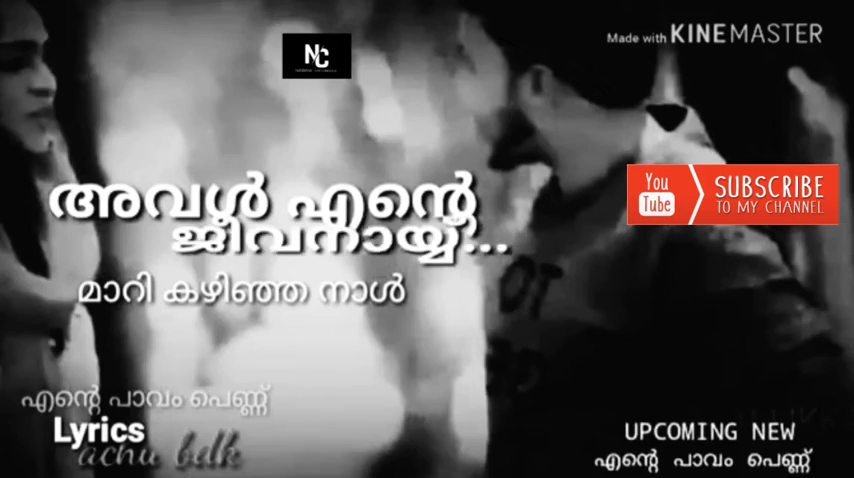 Made with KINEMASTER
NC
You Tube
SUBSCRIBE
TO MY CHANNEL
അവൾ എന്റെ
ജീവനായ്യ്...
മാറി കഴിഞ്ഞ നാൾ
എന്റെ പാവം പെണ്ണ്
Lyrics
achu bdk
UPCOMING NEW
എന്റെ പാവം പെണ്ണ്